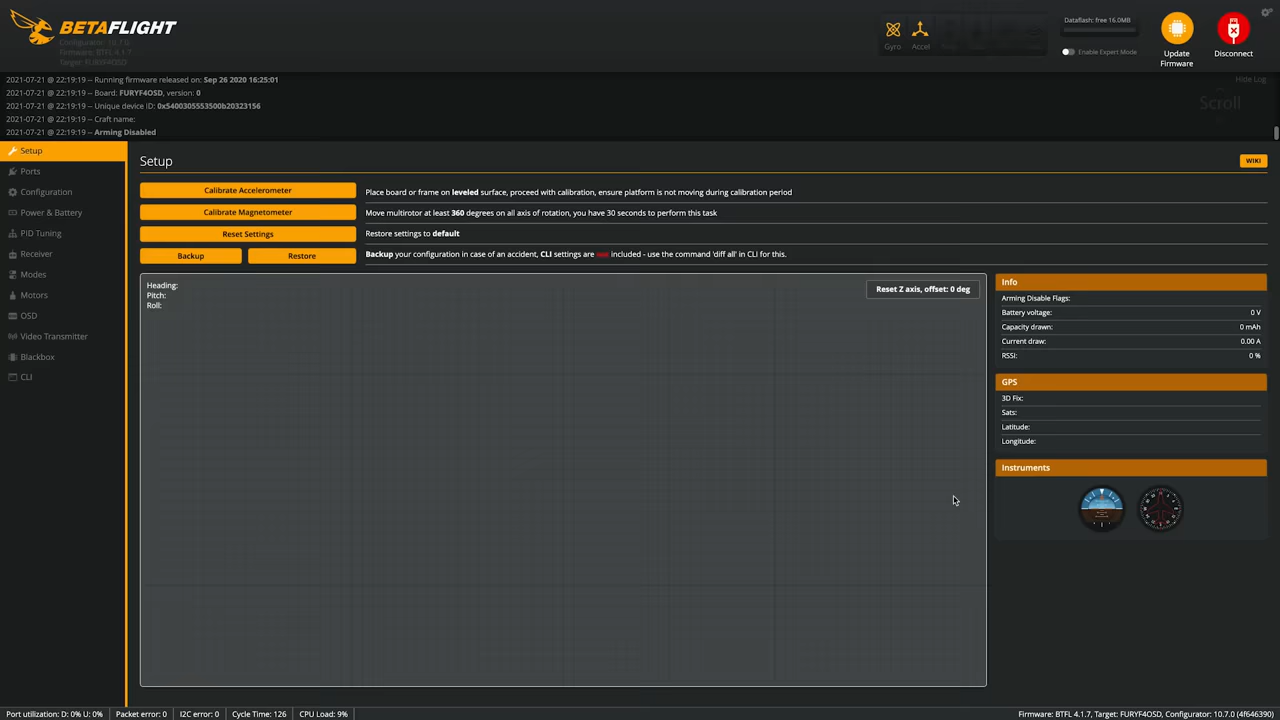 BETAFLIGHT
Configurator: 10.7.0
Firmware: BTFL 4.1.7
Target: FURYF4OSD
Gyro
Accel
Dataflash: free 16.0MB
Enable Expert Mode
Update
Firmware
Disconnect
2021-07-21 @ 22:19:19 -- Running firmware released on: Sep 26 2020 16:25:01
2021-07-21 @ 22:19:19 -- Board: FURYF4OSD, version: 0
2021-07-21 @ 22:19:19 -- Unique device ID: 0x5400305553500b20323156
2021-07-21 @ 22:19:19 -- Craft name:
2021-07-21 @ 22:19:19 -- Arming Disabled
Hide Log
Scroll
Setup
Ports
Configuration
Power & Battery
PID Tuning
Receiver
Modes
Motors
OSD
Video Transmitter
Blackbox
CLI
Setup
WIKI
Calibrate Accelerometer
Place board or frame on leveled surface, proceed with calibration, ensure platform is not moving during calibration period
Calibrate Magnetometer
Move multirotor at least 360 degrees on all axis of rotation, you have 30 seconds to perform this task
Reset Settings
Restore settings to default
Backup
Restore
Backup your configuration in case of an accident, CLI settings are included - use the command 'diff all' in CLI for this.
Heading:
Pitch:
Roll:
Reset Z axis, offset: 0 deg
Info
Arming Disable Flags:
Battery voltage: 0 V
Capacity drawn: 0 mAh
Current draw: 0.00 A
RSSI: 0 %
GPS
3D Fix:
Sats:
Latitude:
Longitude:
Instruments
Port utilization: D: 0% U: 0%
Packet error: 0
I2C error: 0
Cycle Time: 126
CPU Load: 9%
Firmware: BTFL 4.1.7, Target: FURYF4OSD, Configurator: 10.7.0 (4f646390)